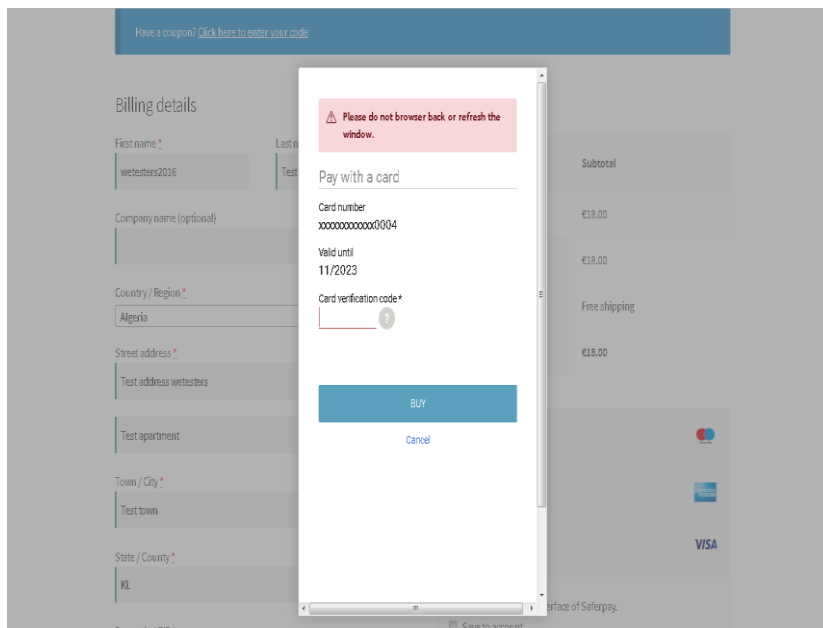 Have a coupon? Click here to enter your code
Billing details
First name *
Last n
wetesters2016
Test
Company name (optional)
Country / Region *
Algeria
Street address *
Test address wetesters
Test apartment
Town / City *
Test town
State / County *
KL
Please do not browser back or refresh the
window.
Pay with a card
Card number
xxxxxxxxxxxx0004
Valid until
11/2023
Card verification code *
?
BUY
Cancel
Subtotal
€18.00
€18.00
Free shipping
€18.00
VISA
erface of Saferpay.
Save to account